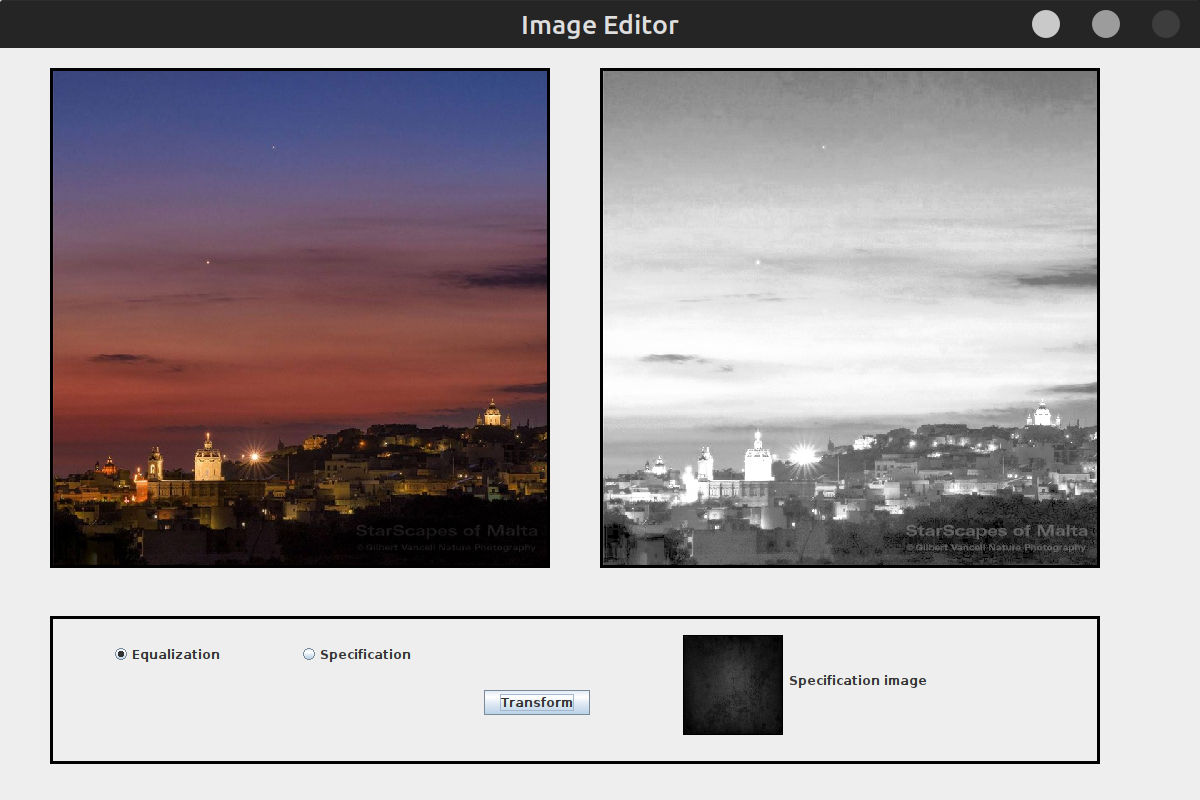 Image Editor
StarScapes of Malta
© Gilbert Vancell Nature Photography
StarScapes of Malta
© Gilbert Vancell Nature Photography
Equalization
Specification
Specification image
Transform